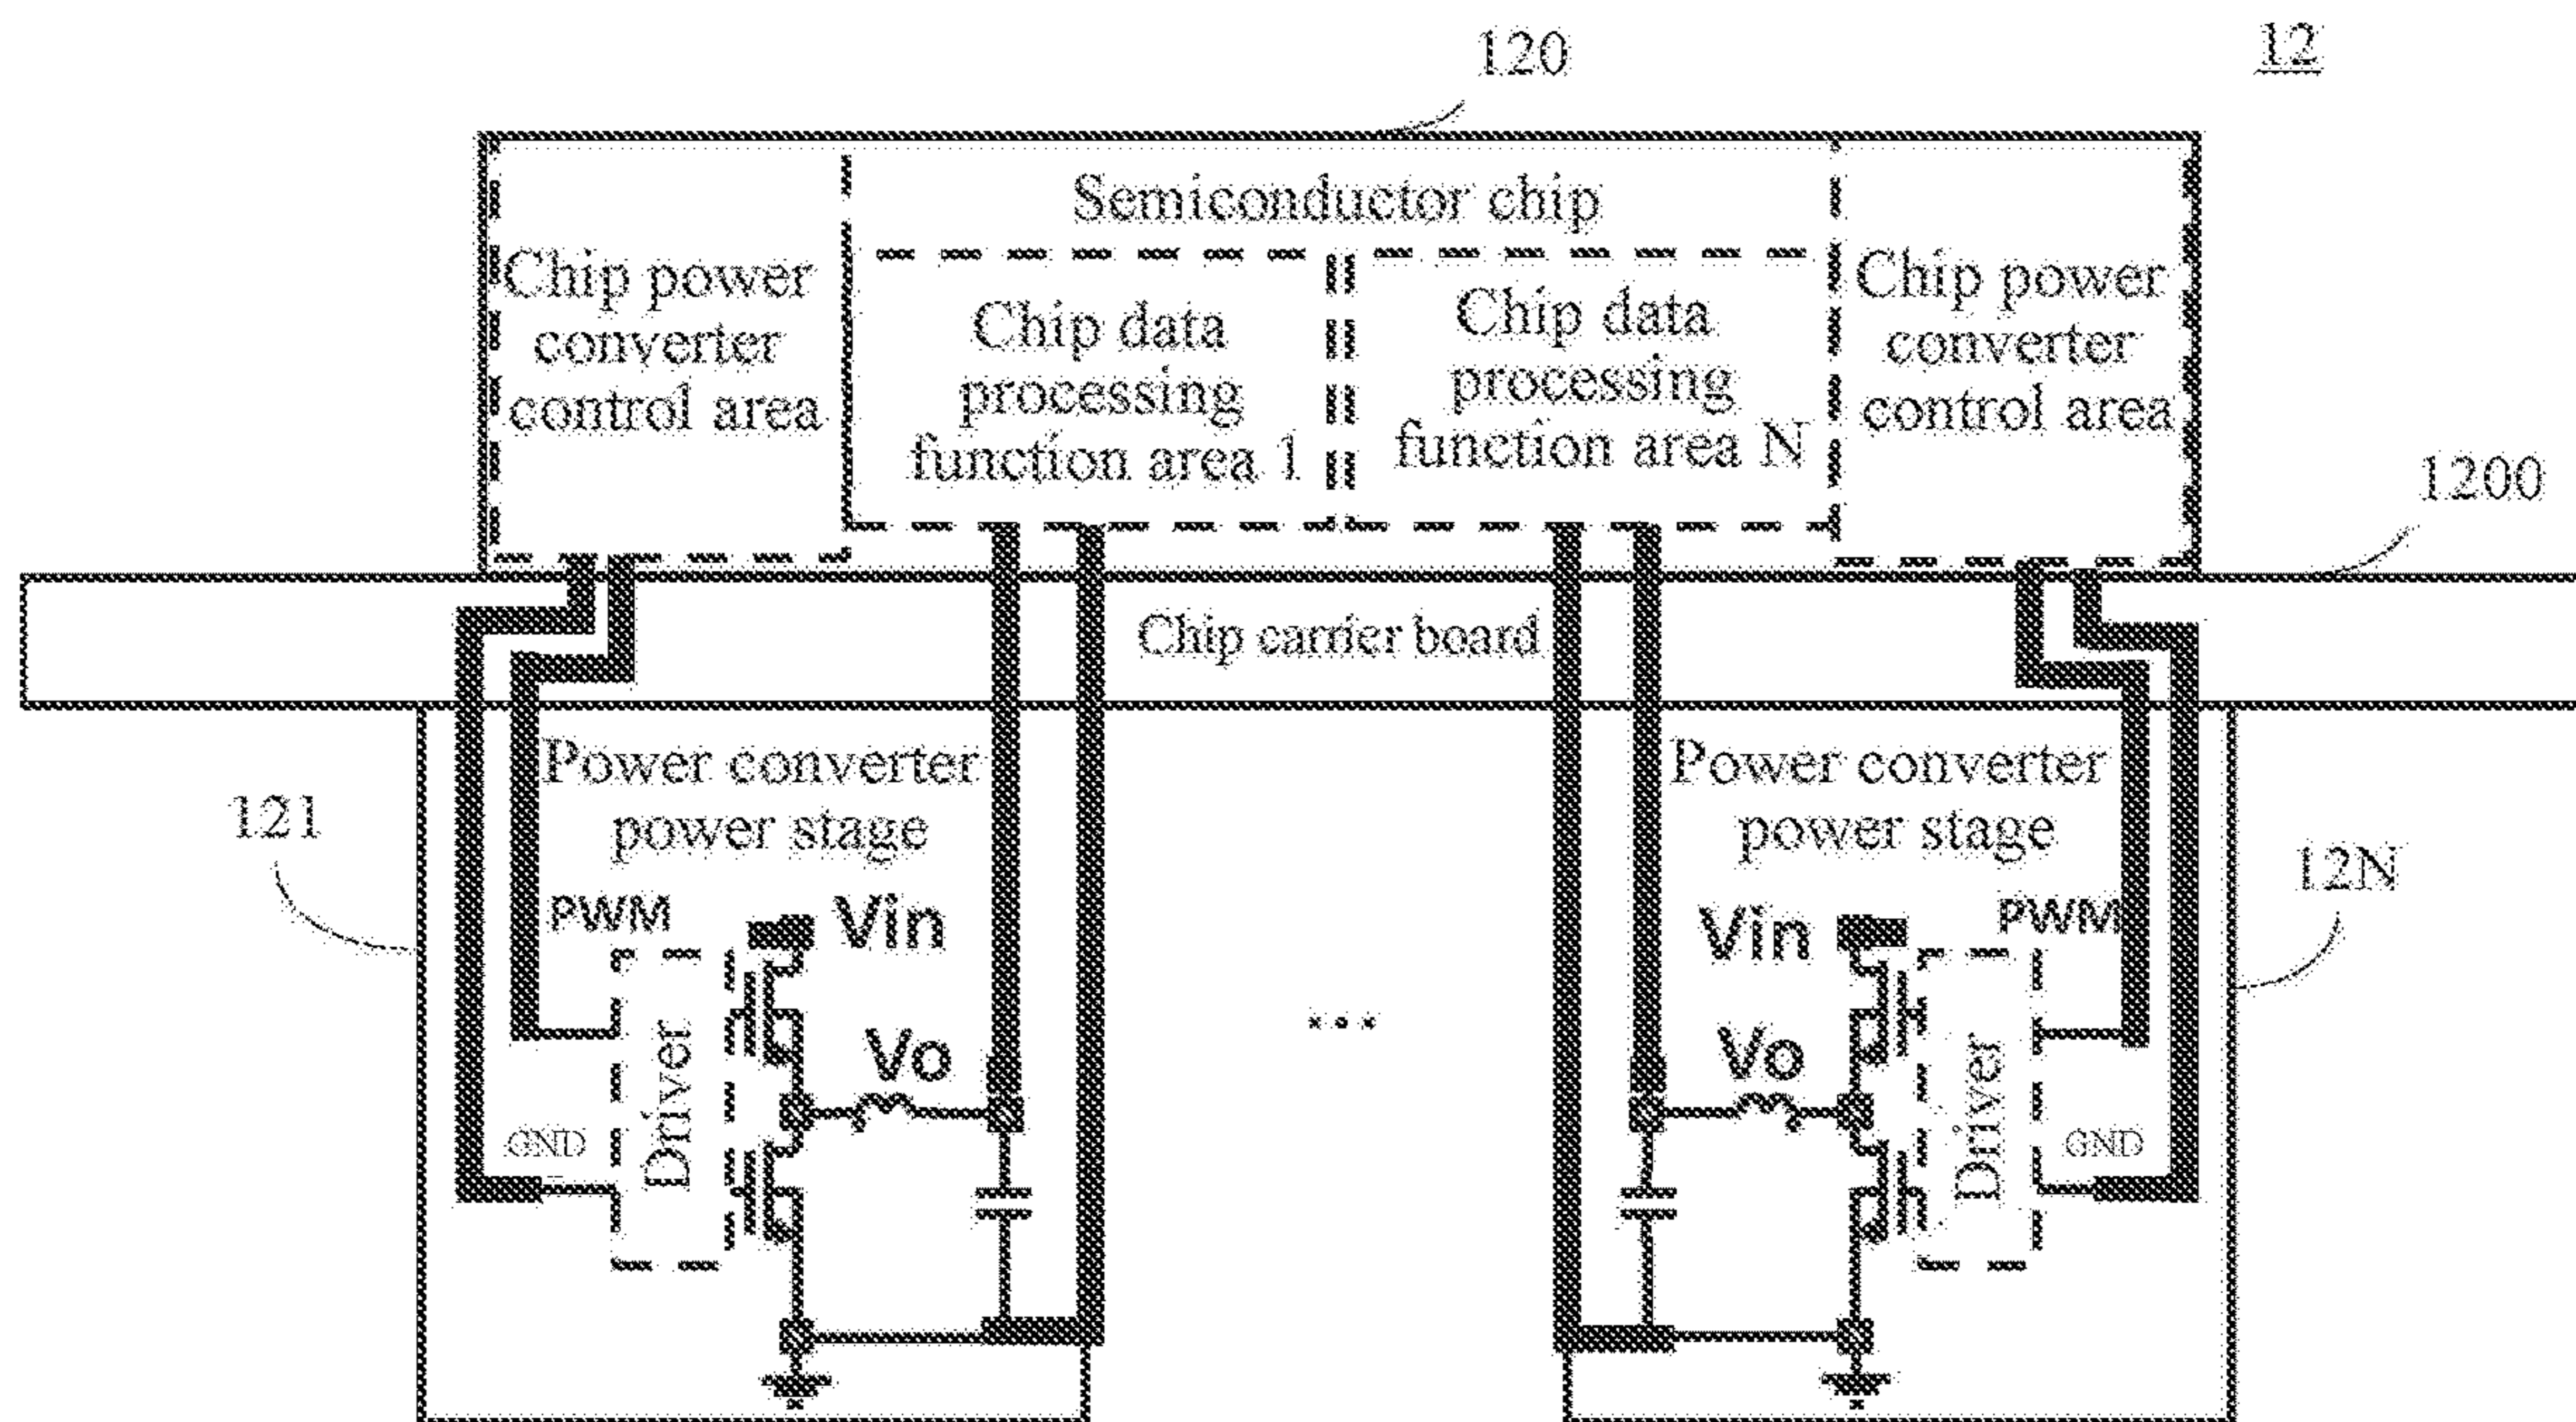 120
12
Semiconductor chip
Chip power
converter
control area
Chip data
processing
function area 1
Chip data
processing
function area N
Chip power
converter
control area
1200
Chip carrier board
Power converter
power stage
121
PWM
Vin
Driver
Vo
GND
...
Power converter
power stage
12N
Vin
PWM
Vo
Driver
GND